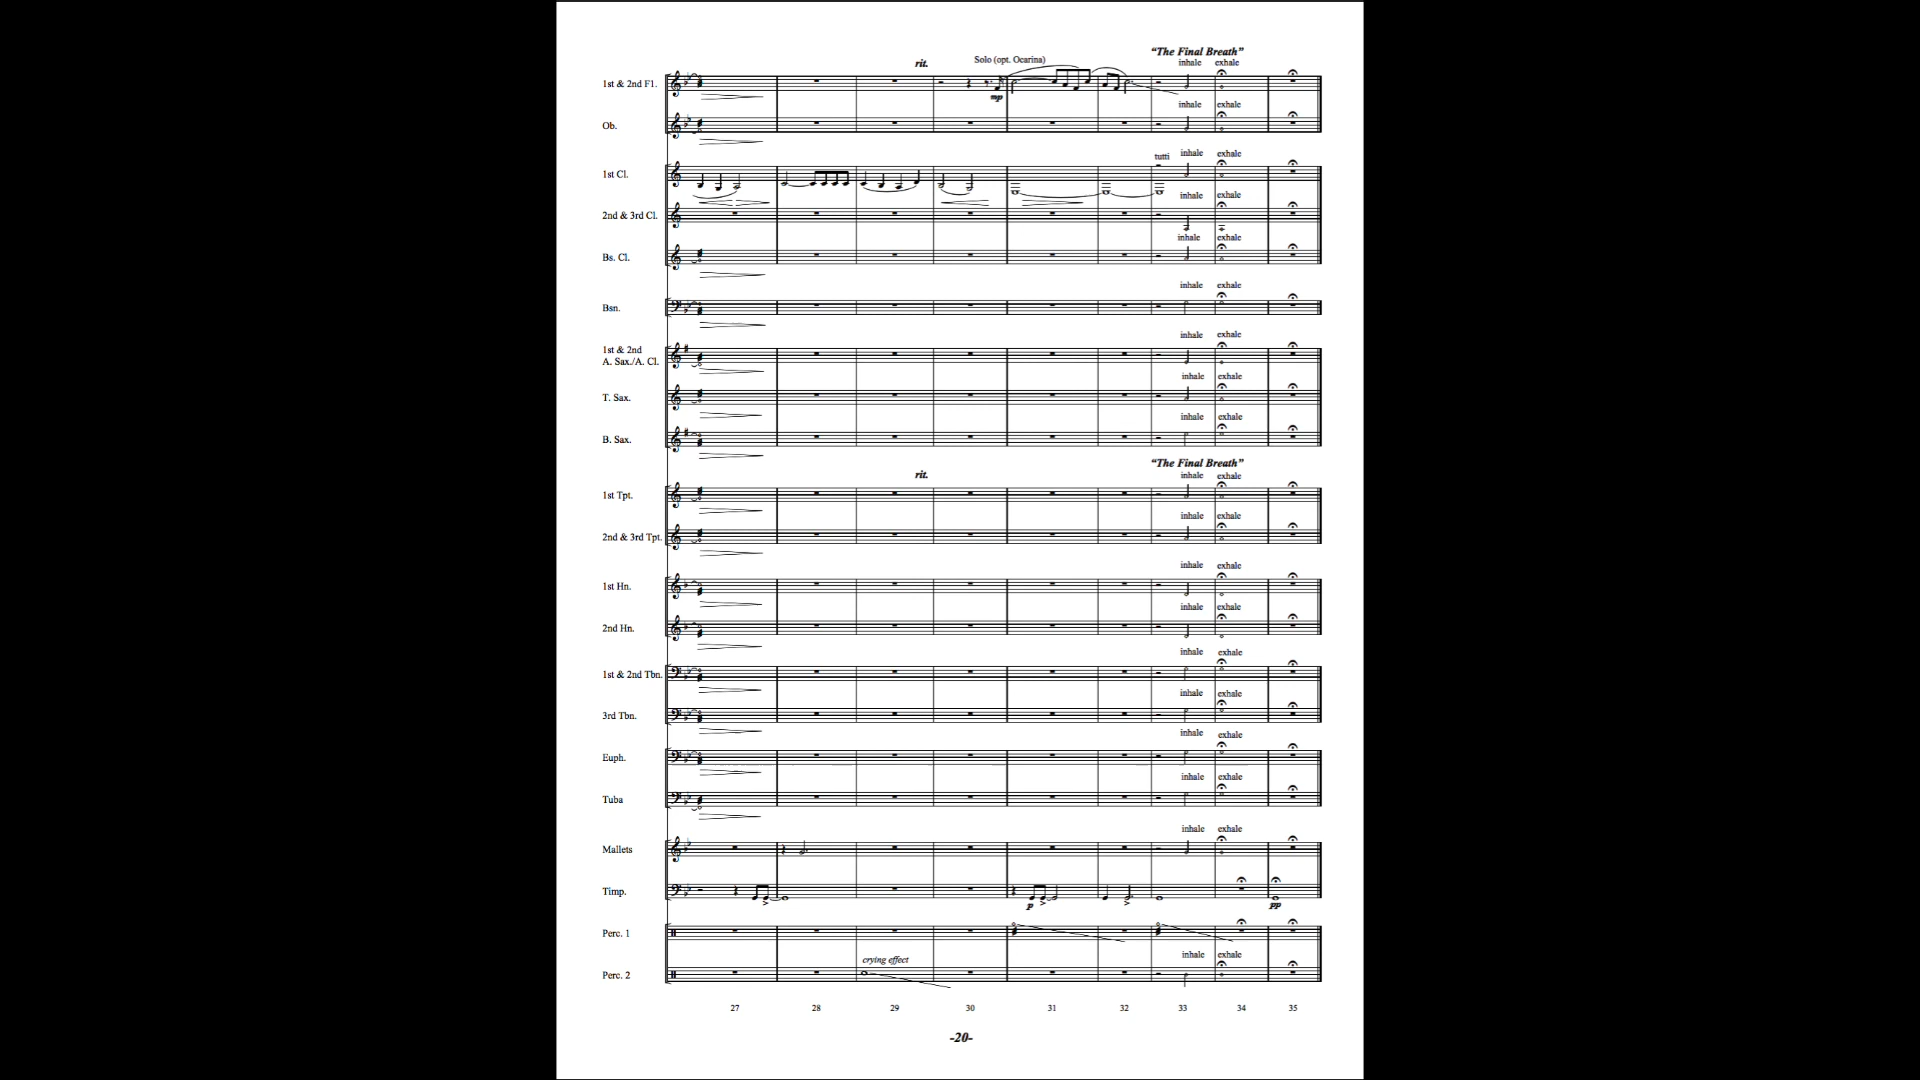 "The Final Breath"
rit.
Solo (opt. Ocarina)
inhale exhale
1st & 2nd Fl.
mp
inhale exhale
Ob.
tutti inhale exhale
1st Cl.
inhale exhale
2nd & 3rd Cl.
inhale exhale
Bs. Cl.
inhale exhale
Bsn.
inhale exhale
1st & 2nd
A. Sax./A. Cl.
inhale exhale
T. Sax.
inhale exhale
B. Sax.
"The Final Breath"
rit.
inhale exhale
1st Tpt.
inhale exhale
2nd & 3rd Tpt.
inhale exhale
1st Hn.
inhale exhale
2nd Hn.
inhale exhale
1st & 2nd Tbn.
inhale exhale
3rd Tbn.
inhale exhale
Euph.
inhale exhale
Tuba
inhale exhale
Mallets
Timp.
p pp
Perc. 1
crying effect
inhale exhale
Perc. 2
27 28 29 30 31 32 33 34 35
-20-